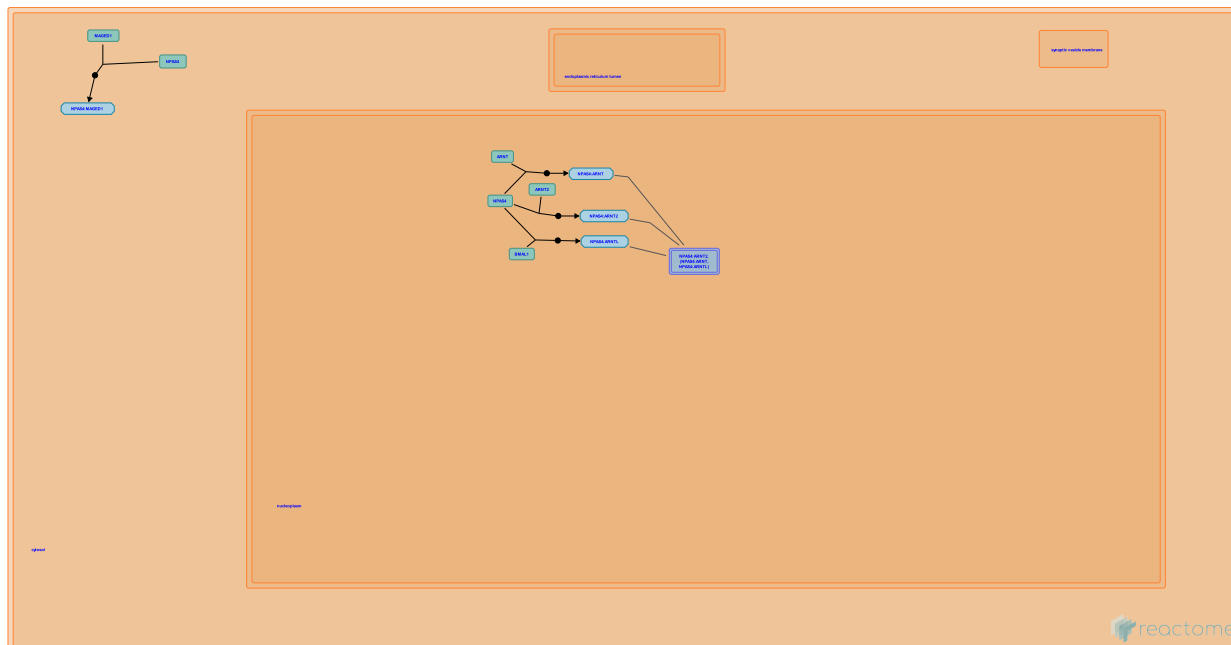 MAGED1
NPAS4
NPAS4:MAGED1
endoplasmic reticulum lumen
synaptic vesicle membrane
ARNT
NPAS4:ARNT
ARNT2
NPAS4
NPAS4:ARNT2
NPAS4:ARNTL
BMAL1
NPAS4:ARNT2,
(NPAS4:ARNT,
NPAS4:ARNTL)
nucleoplasm
cytosol
reactome